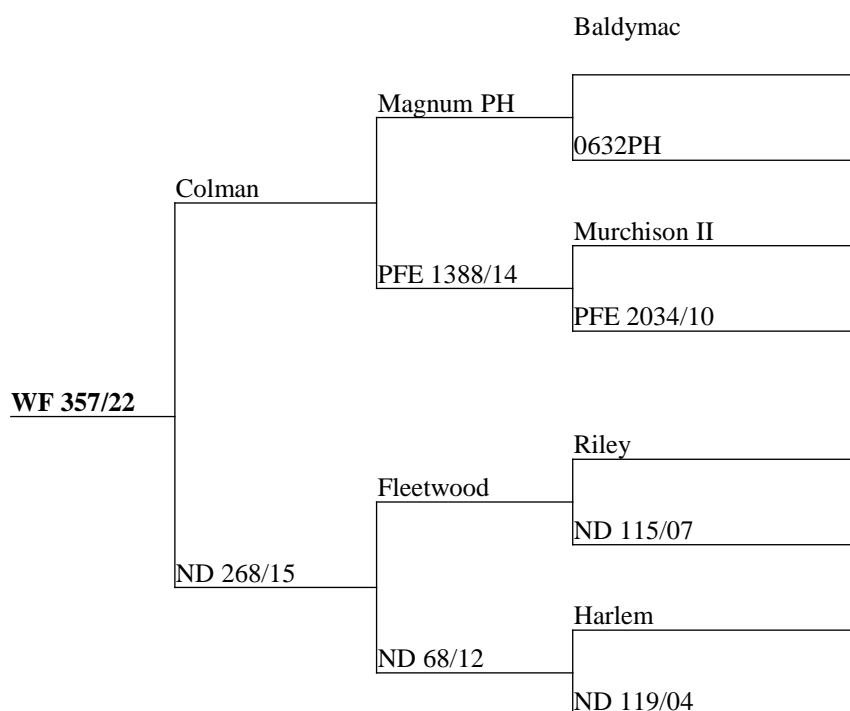 Baldymac
Magnum PH
0632PH
Colman
Murchison II
PFE 1388/14
PFE 2034/10
WF 357/22
Riley
Fleetwood
ND 115/07
ND 268/15
Harlem
ND 68/12
ND 119/04